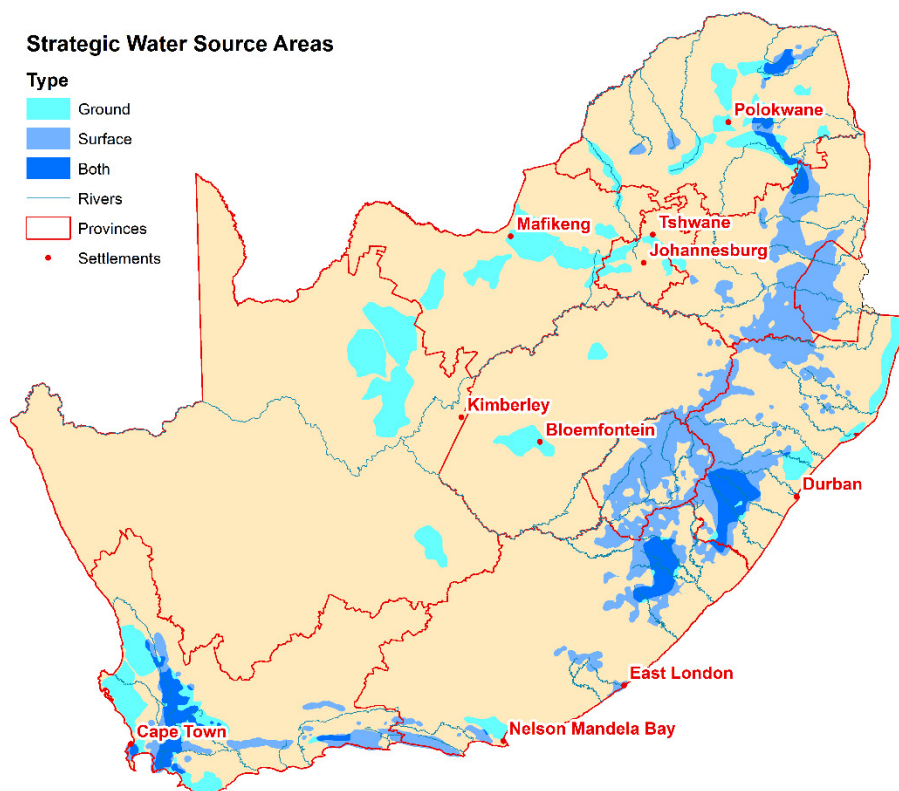 Strategic Water Source Areas
Type
Ground
Surface
Both
Rivers
Provinces
Settlements
Polokwane
Mafikeng
Tshwane
Johannesburg
Kimberley
Bloemfontein
Durban
East London
Nelson Mandela Bay
Cape Town